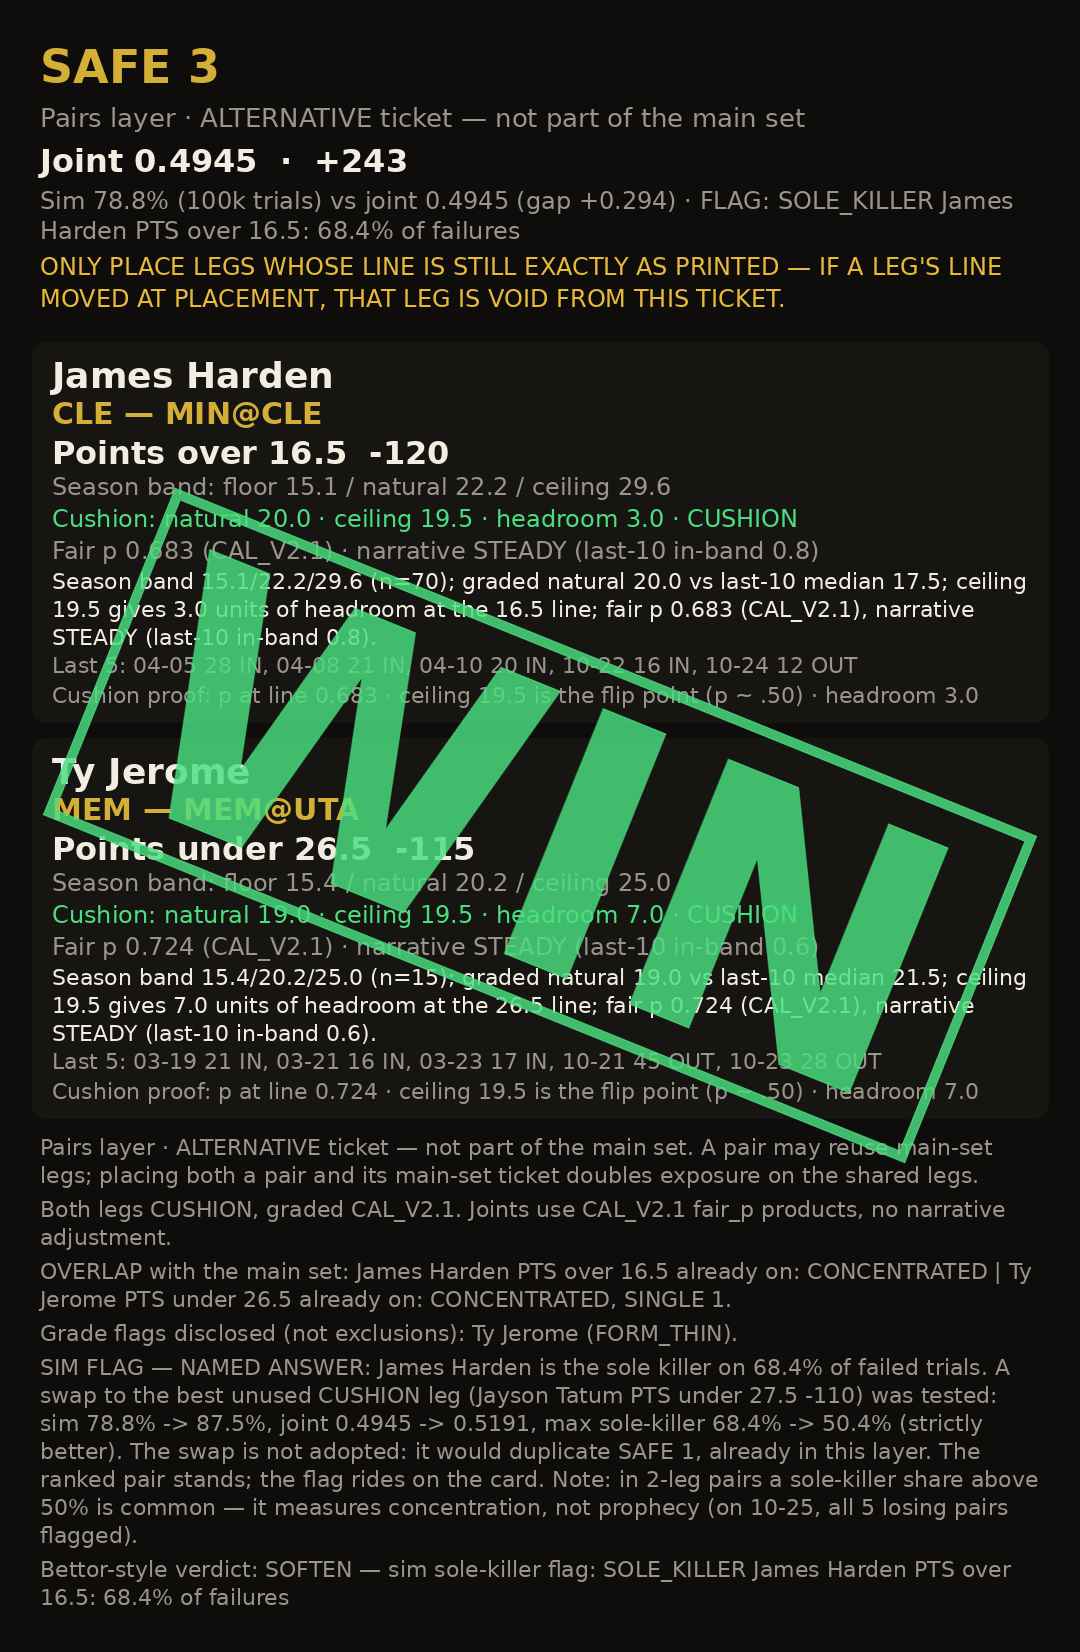 SAFE 3
Pairs layer · ALTERNATIVE ticket — not part of the main set
Joint 0.4945 · +243
Sim 78.8% (100k trials) vs joint 0.4945 (gap +0.294) · FLAG: SOLE_KILLER James
Harden PTS over 16.5: 68.4% of failures
ONLY PLACE LEGS WHOSE LINE IS STILL EXACTLY AS PRINTED — IF A LEG'S LINE
MOVED AT PLACEMENT, THAT LEG IS VOID FROM THIS TICKET.
James Harden
CLE — MIN@CLE
Points over 16.5 -120
Season band: floor 15.1 / natural 22.2 / ceiling 29.6
Cushion: natural 20.0 · ceiling 19.5 · headroom 3.0 · CUSHION
Fair p 0.683 (CAL_V2.1) · narrative STEADY (last-10 in-band 0.8)
Season band 15.1/22.2/29.6 (n=70); graded natural 20.0 vs last-10 median 17.5; ceiling
19.5 gives 3.0 units of headroom at the 16.5 line; fair p 0.683 (CAL_V2.1), narrative
STEADY (last-10 in-band 0.8).
Last 5: 04-05 28 IN, 04-08 21 IN, 04-10 20 IN, 10-22 16 IN, 10-24 12 OUT
Cushion proof: p at line 0.683 · ceiling 19.5 is the flip point (p ~ .50) · headroom 3.0
WIN
Ty Jerome
MEM — MEM@UTA
Points under 26.5 -115
Season band: floor 15.4 / natural 20.2 / ceiling 25.0
Cushion: natural 19.0 · ceiling 19.5 · headroom 7.0 · CUSHION
Fair p 0.724 (CAL_V2.1) · narrative STEADY (last-10 in-band 0.6)
Season band 15.4/20.2/25.0 (n=15); graded natural 19.0 vs last-10 median 21.5; ceiling
19.5 gives 7.0 units of headroom at the 26.5 line; fair p 0.724 (CAL_V2.1), narrative
STEADY (last-10 in-band 0.6).
Last 5: 03-19 21 IN, 03-21 16 IN, 03-23 17 IN, 10-21 45 OUT, 10-23 28 OUT
Cushion proof: p at line 0.724 · ceiling 19.5 is the flip point (p ~ .50) · headroom 7.0
Pairs layer · ALTERNATIVE ticket — not part of the main set. A pair may reuse main-set
legs; placing both a pair and its main-set ticket doubles exposure on the shared legs.
Both legs CUSHION, graded CAL_V2.1. Joints use CAL_V2.1 fair_p products, no narrative
adjustment.
OVERLAP with the main set: James Harden PTS over 16.5 already on: CONCENTRATED | Ty
Jerome PTS under 26.5 already on: CONCENTRATED, SINGLE 1.
Grade flags disclosed (not exclusions): Ty Jerome (FORM_THIN).
SIM FLAG — NAMED ANSWER: James Harden is the sole killer on 68.4% of failed trials. A
swap to the best unused CUSHION leg (Jayson Tatum PTS under 27.5 -110) was tested:
sim 78.8% -> 87.5%, joint 0.4945 -> 0.5191, max sole-killer 68.4% -> 50.4% (strictly
better). The swap is not adopted: it would duplicate SAFE 1, already in this layer. The
ranked pair stands; the flag rides on the card. Note: in 2-leg pairs a sole-killer share above
50% is common — it measures concentration, not prophecy (on 10-25, all 5 losing pairs
flagged).
Bettor-style verdict: SOFTEN — sim sole-killer flag: SOLE_KILLER James Harden PTS over
16.5: 68.4% of failures